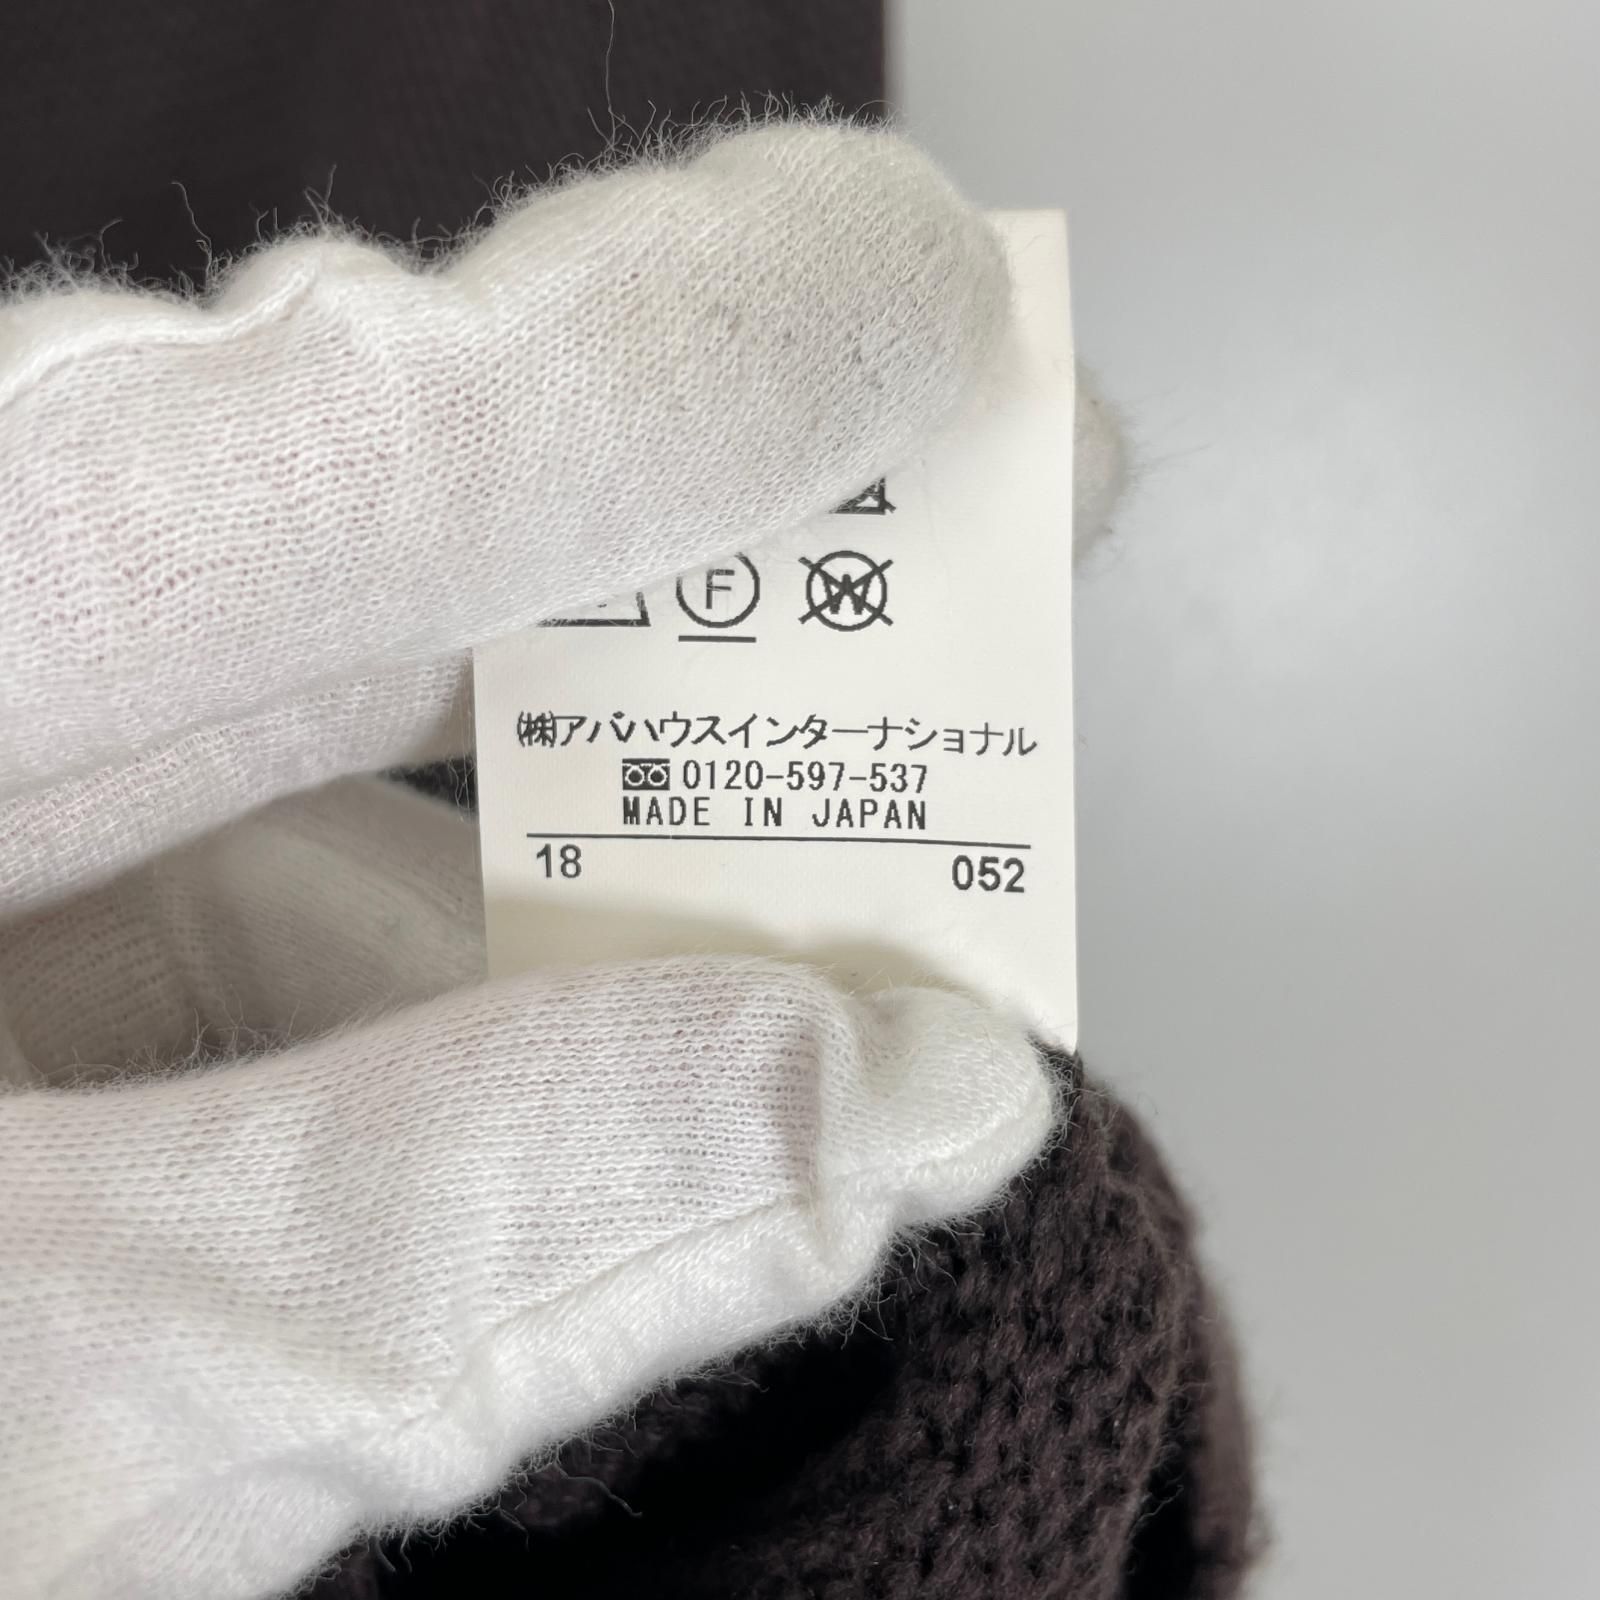 F W
㈱アバハウスインターナショナル
0120-597-537
MADE IN JAPAN
18 052